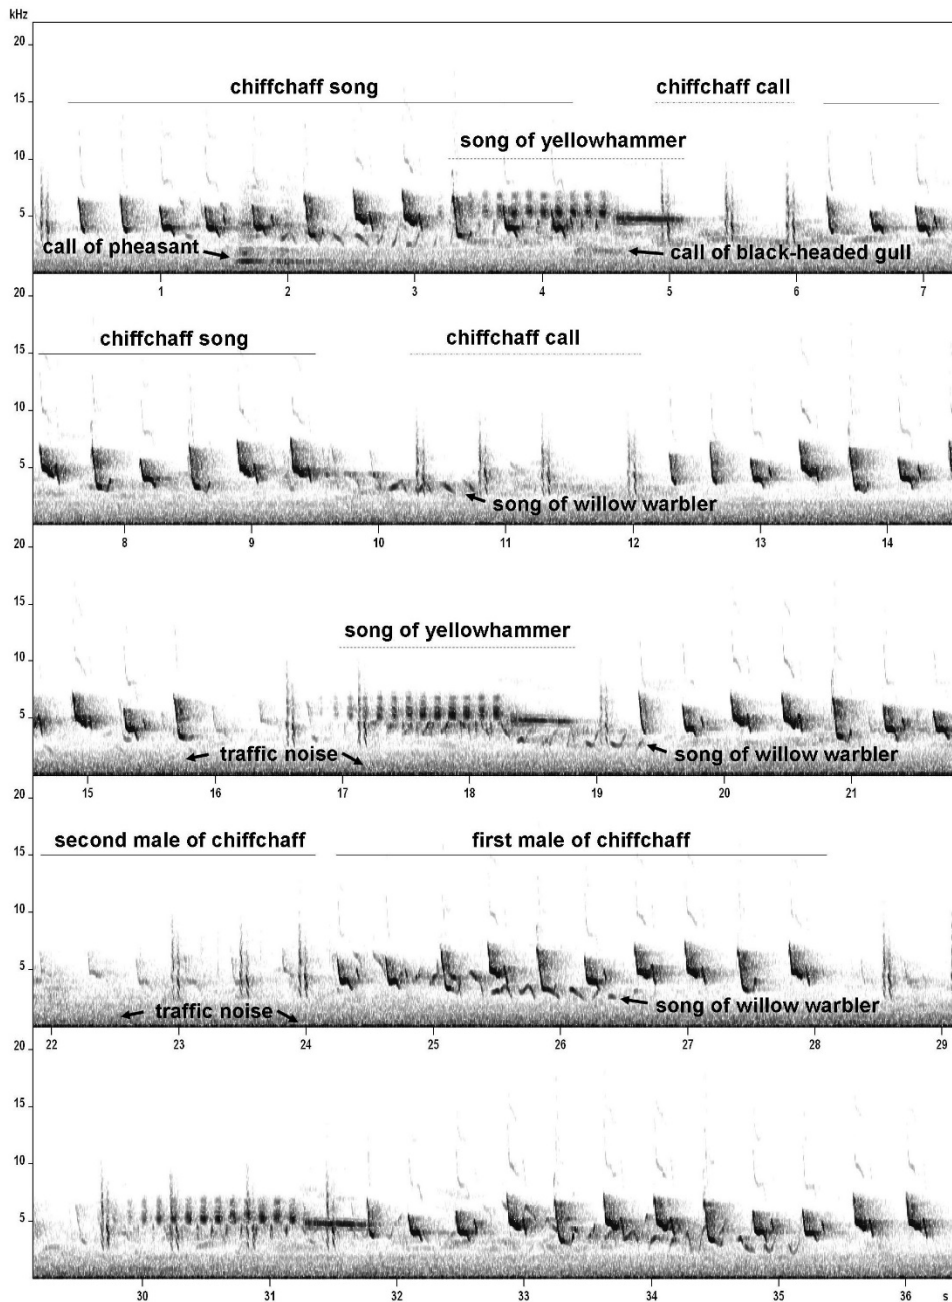 kHz
20
chiffchaff song chiffchaff call
15
song of yellowhammer
10
5
call of pheasant call of black-headed gull
1 2 3 4 5 6 7
20
chiffchaff song chiffchaff call
15
10
5
song of willow warbler
8 9 10 11 12 13 14
20
15
song of yellowhammer
10
5
traffic noise song of willow warbler
15 16 17 18 19 20 21
20
second male of chiffchaff first male of chiffchaff
15
10
5
traffic noise song of willow warbler
22 23 24 25 26 27 28 29
20
15
10
5
30 31 32 33 34 35 36 s